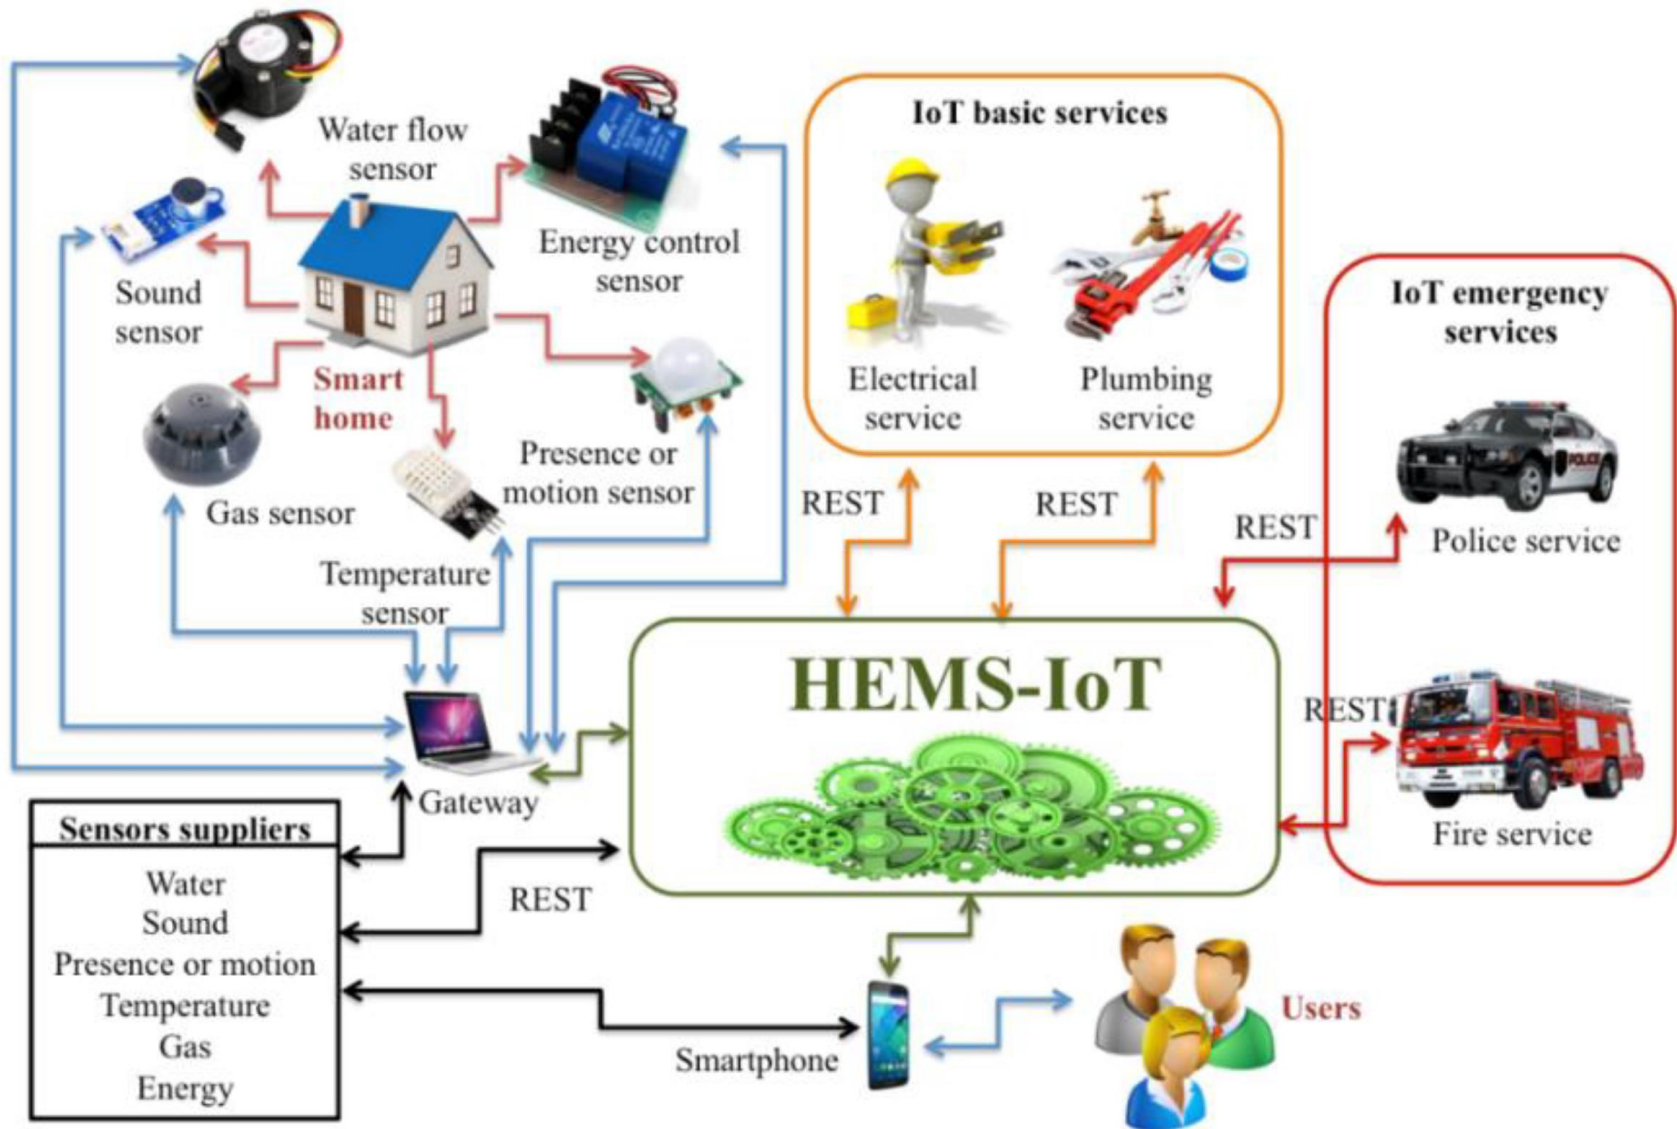 Water flow
sensor
Energy control
sensor
Sound
sensor
Smart
home
Gas sensor
Presence or
motion sensor
Temperature
sensor
Gateway
IoT basic services
Electrical
service
Plumbing
service
REST
REST
REST
IoT emergency
services
POLICE
Police service
REST
Fire service
HEMS-IoT
Sensors suppliers
Water
Sound
Presence or motion
Temperature
Gas
Energy
REST
Smartphone
Users